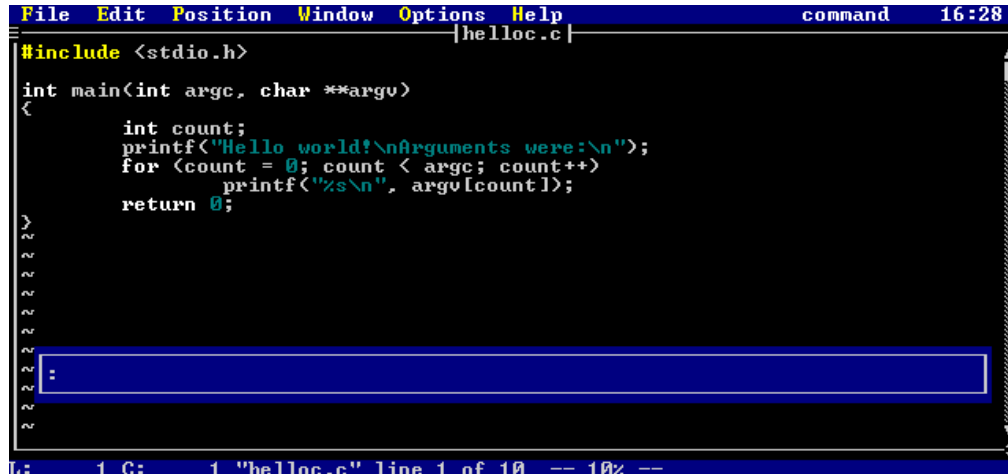 File Edit Position Window Options Help command 16:28
helloc.c
#include <stdio.h>
int main(int argc, char **argv)
{
int count;
printf("Hello world!\nArguments were:\n");
for (count = 0; count < argc; count++)
printf("%s\n", argv[count]);
return 0;
}
~
~
~
~
~
~
~
~
:
~
~
~
L: 1 C: 1 "helloc.c" line 1 of 10 -- 10% --